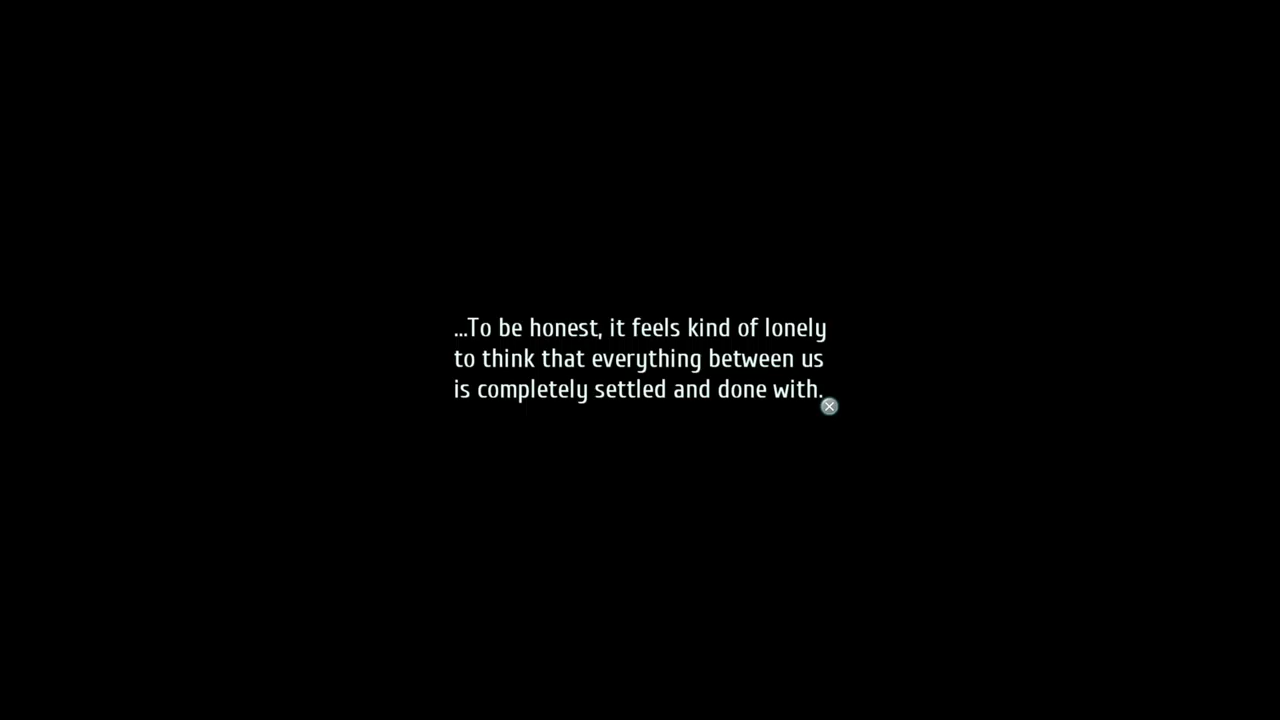 ...To be honest, it feels kind of lonely
to think that everything between us
is completely settled and done with.